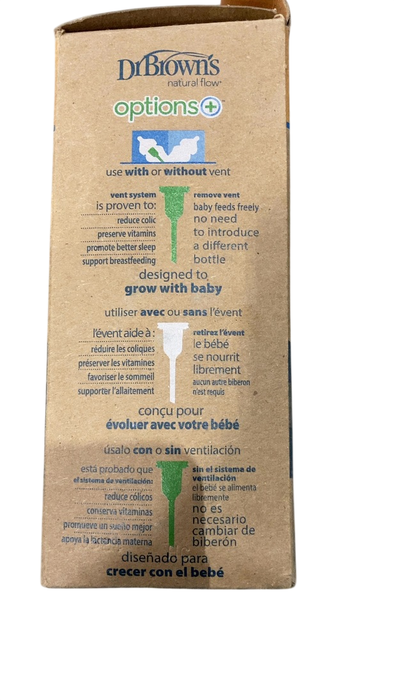 Dr Brown's
natural flow®
options+
use with or without vent
vent system
is proven to:
reduce colic
preserve vitamins
promote better sleep
support breastfeeding
remove vent
baby feeds freely
no need
to introduce
a different
bottle
designed to
grow with baby
utiliser avec ou sans l'évent
l'évent aide à :
réduire les coliques
préserver les vitamines
favoriser le sommeil
supporter l'allaitement
retirez l'évent
le bébé
se nourrit
librement
aucun autre biberon
n'est requis
conçu pour
évoluer avec votre bébé
úsalo con o sin ventilación
está probado que
el sistema de ventilación:
reduce cólicos
conserva vitaminas
promueve un sueño mejor
apoya la lactancia materna
sin el sistema de
ventilación
el bebé se alimenta
libremente
no es
necesario
cambiar de
biberón
diseñado para
crecer con el bebé